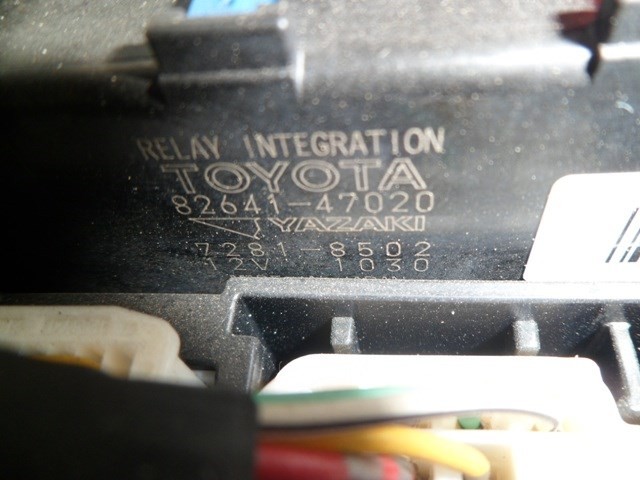 RELAY INTEGRATION
TOYOTA
82641-47020
YAZAKI
7281-8502
12V 1030